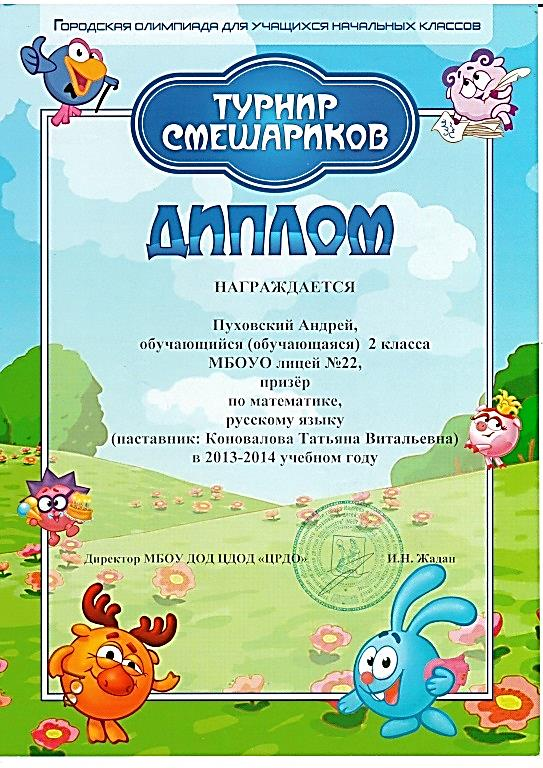 Городская олимпиада для учащихся начальных классов
ТУРНИР
СМЕШАРИКОВ
ДИПЛОМ
НАГРАЖДАЕТСЯ
Пуховский Андрей,
обучающийся (обучающаяся) 2 класса
МБОУО лицей №22,
призёр
по математике,
русскому языку
(наставник: Коновалова Татьяна Витальевна)
в 2013-2014 учебном году
Директор МБОУ ДОД ЦДОД «ЦРДО» И.Н. Жадан